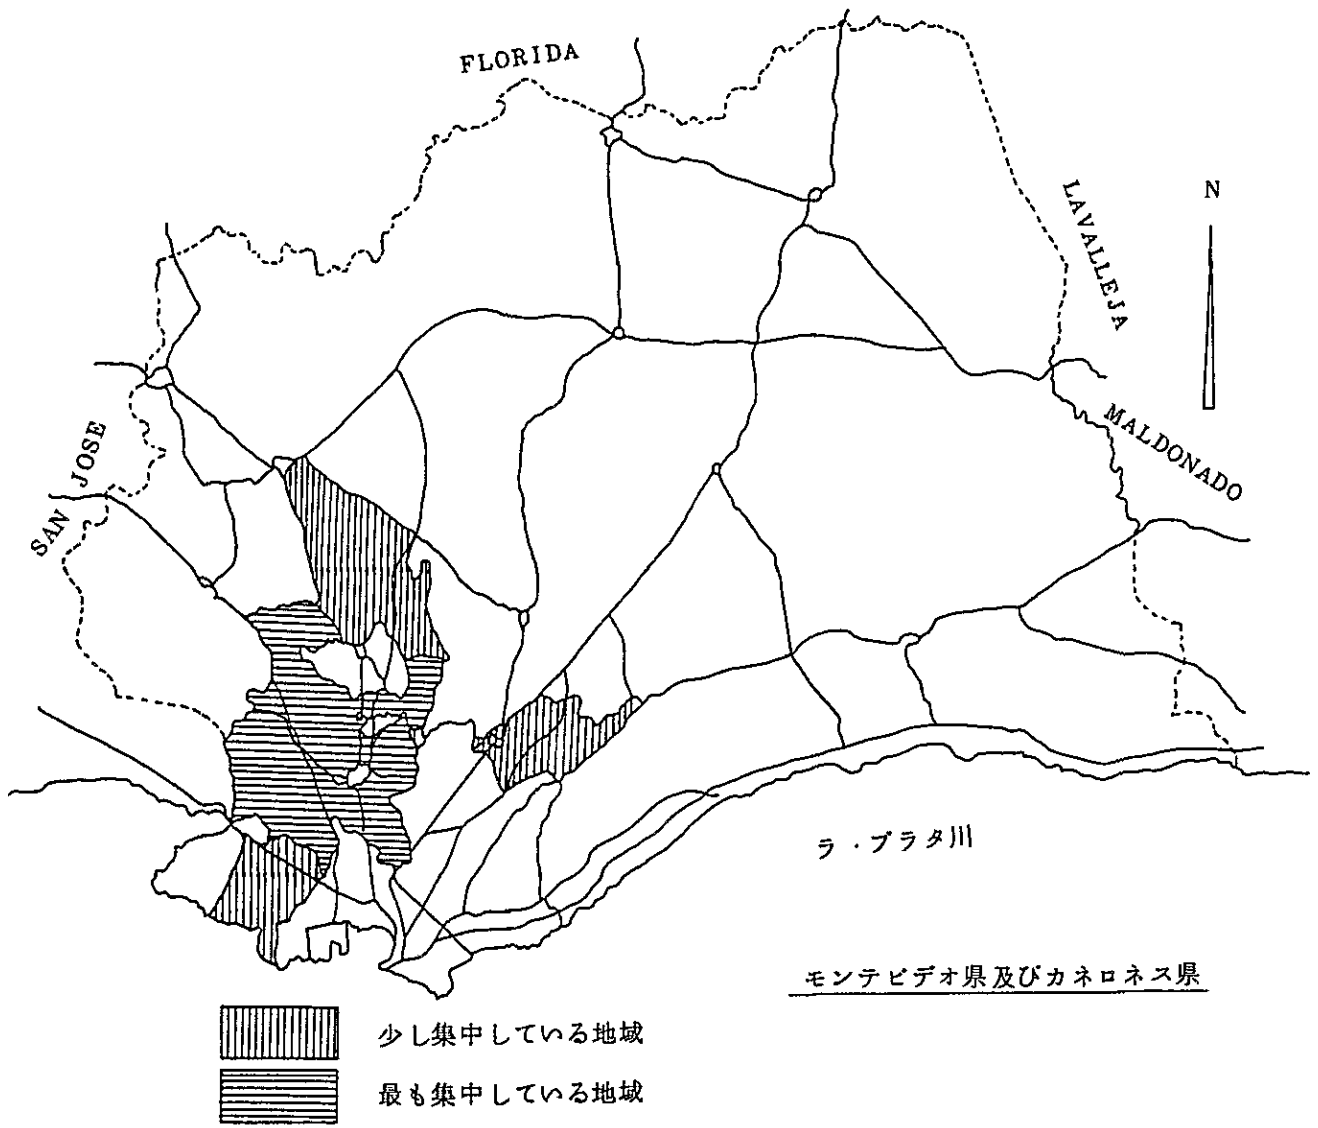 FLORIDA
LAVALLEJA
N
MALDONADO
SAN JOSE
ラ・プラタ川
モンテビデオ県及びカネロネス県
少し集中している地域
最も集中している地域